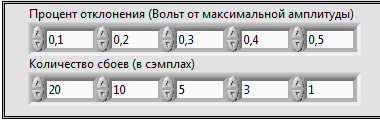 Процент отклонения (Вольт от максимальной амплитуды)
0,1 0,2 0,3 0,4 0,5
Количество сбоев (в сэмплах)
20 10 5 3 1